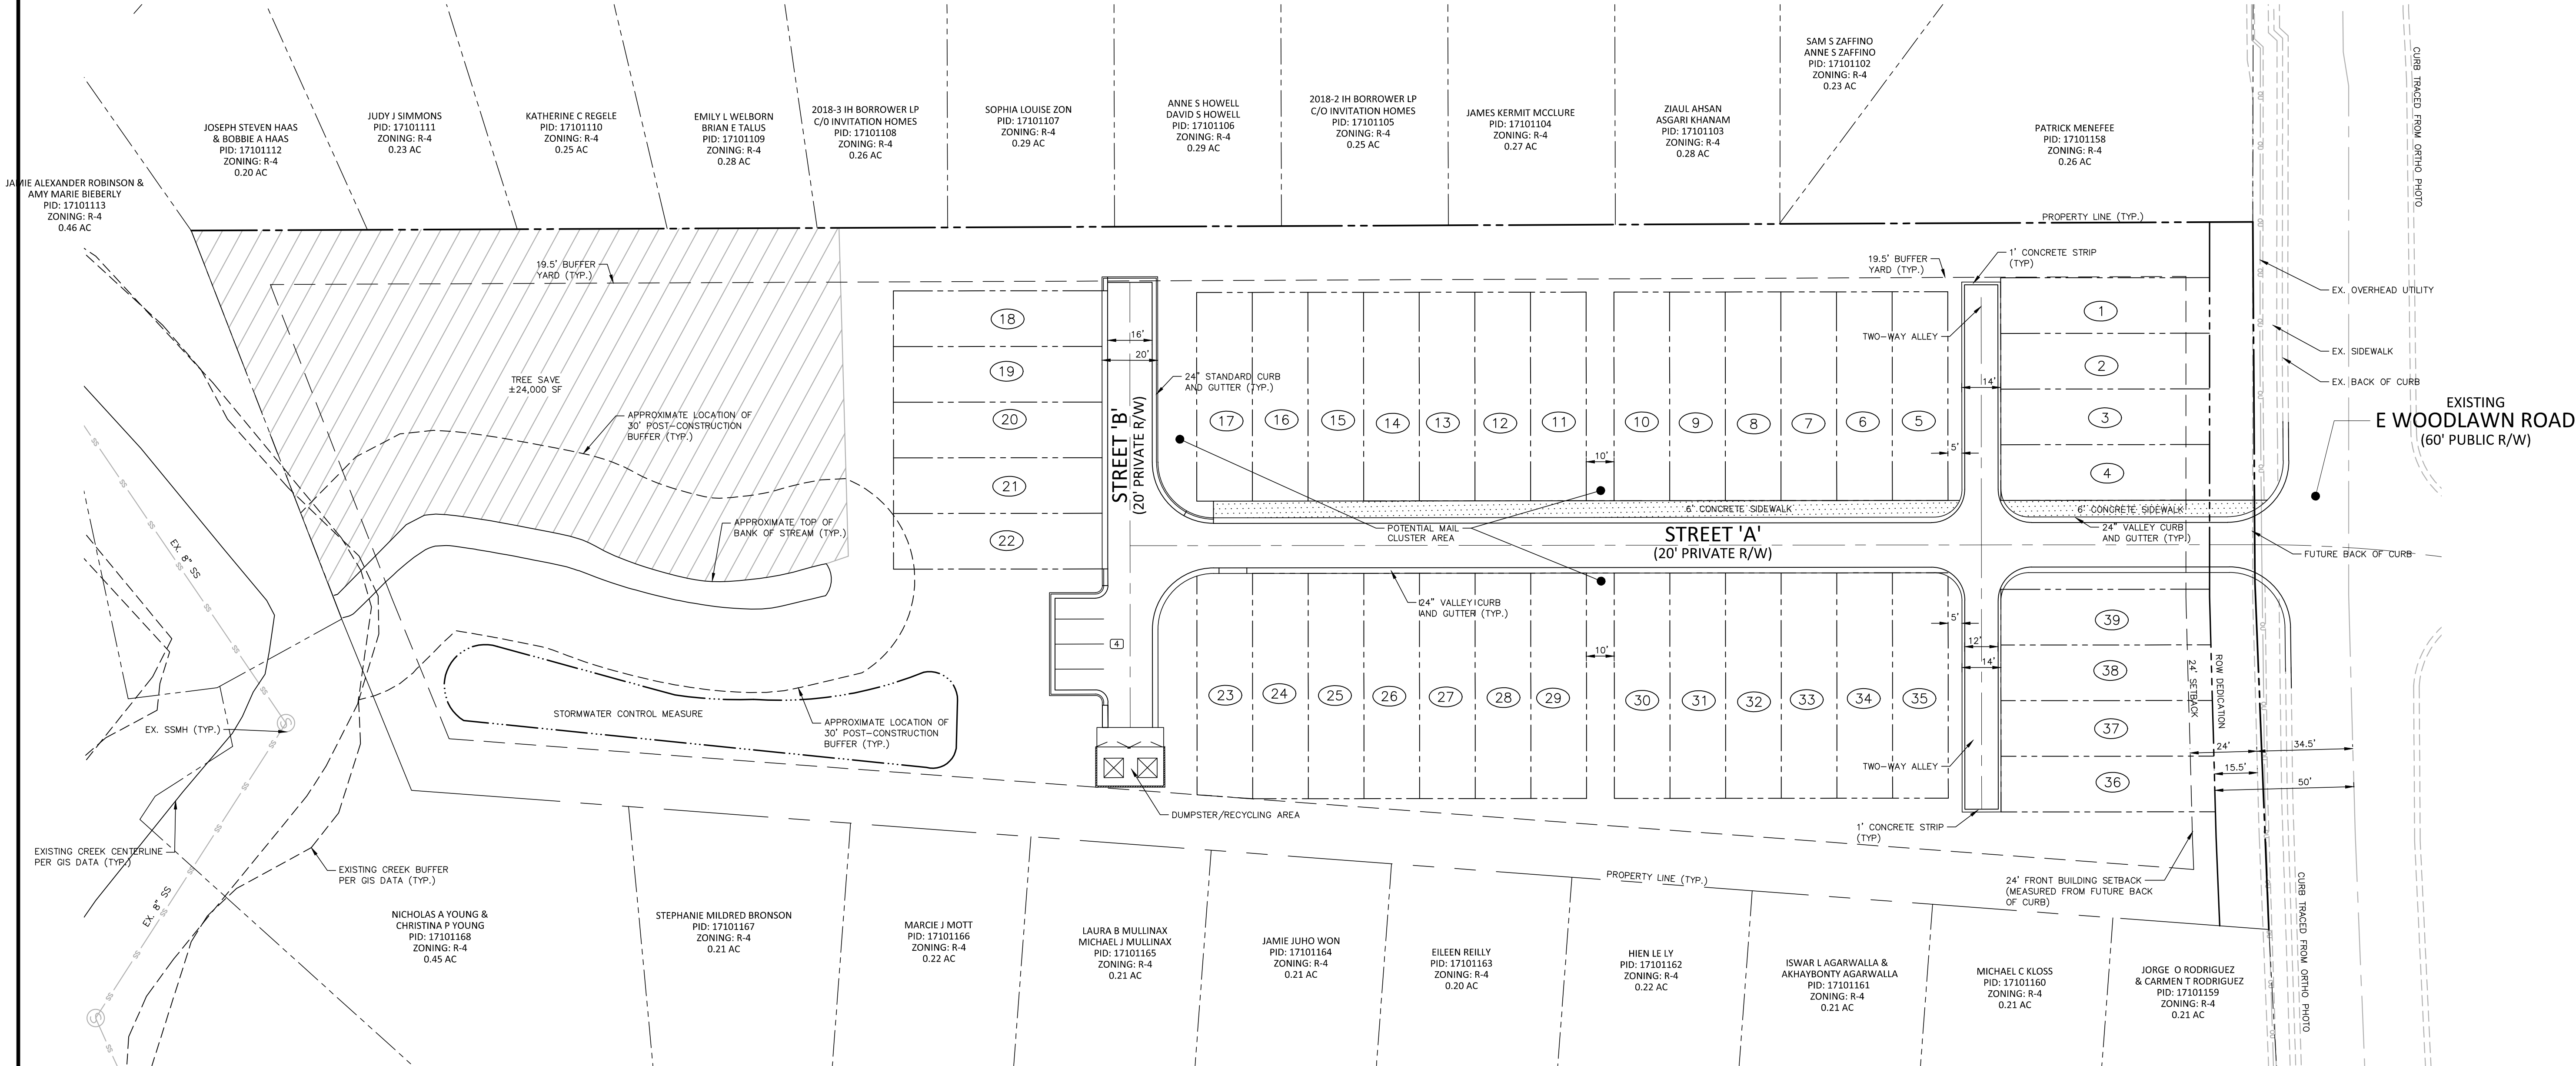 JAMIE ALEXANDER ROBINSON &
AMY MARIE BIEBERLY
PID: 17101113
ZONING: R-4
0.46 AC
JOSEPH STEVEN HAAS
& BOBBIE A HAAS
PID: 17101112
ZONING: R-4
0.20 AC
JUDY J SIMMONS
PID: 17101111
ZONING: R-4
0.23 AC
KATHERINE C REGELE
PID: 17101110
ZONING: R-4
0.25 AC
EMILY L WELBORN
BRIAN E TALUS
PID: 17101109
ZONING: R-4
0.28 AC
2018-3 IH BORROWER LP
C/O INVITATION HOMES
PID: 17101108
ZONING: R-4
0.26 AC
SOPHIA LOUISE ZON
PID: 17101107
ZONING: R-4
0.29 AC
ANNE S HOWELL
DAVID S HOWELL
PID: 17101106
ZONING: R-4
0.29 AC
2018-2 IH BORROWER LP
C/O INVITATION HOMES
PID: 17101105
ZONING: R-4
0.25 AC
JAMES KERMIT MCCLURE
PID: 17101104
ZONING: R-4
0.27 AC
ZIAUL AHSAN
ASGARI KHANAM
PID: 17101103
ZONING: R-4
0.28 AC
SAM S ZAFFINO
ANNE S ZAFFINO
PID: 17101102
ZONING: R-4
0.23 AC
PATRICK MENEFEE
PID: 17101158
ZONING: R-4
0.26 AC
CURB TRACED FROM ORTHO PHOTO
PROPERTY LINE (TYP.)
19.5' BUFFER
YARD (TYP.)
19.5' BUFFER
YARD (TYP.)
1' CONCRETE STRIP
(TYP)
EX. OVERHEAD UTILITY
EX. SIDEWALK
EX. BACK OF CURB
EXISTING
E WOODLAWN ROAD
(60' PUBLIC R/W)
FUTURE BACK OF CURB
TREE SAVE
±24,000 SF
APPROXIMATE LOCATION OF
30' POST-CONSTRUCTION
BUFFER (TYP.)
APPROXIMATE TOP OF
BANK OF STREAM (TYP.)
18
19
20
21
22
16'
20'
STREET 'B'
(20' PRIVATE R/W)
24" STANDARD CURB
AND GUTTER (TYP.)
17
16
15
14
13
12
11
10
9
8
7
6
5
10'
5'
TWO-WAY ALLEY
14'
1
2
3
4
6' CONCRETE SIDEWALK
6' CONCRETE SIDEWALK
24" VALLEY CURB
AND GUTTER (TYP.)
POTENTIAL MAIL
CLUSTER AREA
STREET 'A'
(20' PRIVATE R/W)
24" VALLEY CURB
AND GUTTER (TYP.)
4
23
24
25
26
27
28
29
10'
30
31
32
33
34
35
5'
12'
14'
TWO-WAY ALLEY
39
38
37
36
24' SETBACK
ROW DEDICATION
24'
34.5'
15.5'
50'
1' CONCRETE STRIP
(TYP)
24' FRONT BUILDING SETBACK
(MEASURED FROM FUTURE BACK
OF CURB)
STORMWATER CONTROL MEASURE
APPROXIMATE LOCATION OF
30' POST-CONSTRUCTION
BUFFER (TYP.)
DUMPSTER/RECYCLING AREA
EX. 8" SS
EX. SSMH (TYP.)
EXISTING CREEK CENTERLINE
PER GIS DATA (TYP.)
EXISTING CREEK BUFFER
PER GIS DATA (TYP.)
EX. 8" SS
PROPERTY LINE (TYP.)
NICHOLAS A YOUNG &
CHRISTINA P YOUNG
PID: 17101168
ZONING: R-4
0.45 AC
STEPHANIE MILDRED BRONSON
PID: 17101167
ZONING: R-4
0.21 AC
MARCIE J MOTT
PID: 17101166
ZONING: R-4
0.22 AC
LAURA B MULLINAX
MICHAEL J MULLINAX
PID: 17101165
ZONING: R-4
0.21 AC
JAMIE JUHO WON
PID: 17101164
ZONING: R-4
0.21 AC
EILEEN REILLY
PID: 17101163
ZONING: R-4
0.20 AC
HIEN LE LY
PID: 17101162
ZONING: R-4
0.22 AC
ISWAR L AGARWALLA &
AKHAYBONTY AGARWALLA
PID: 17101161
ZONING: R-4
0.21 AC
MICHAEL C KLOSS
PID: 17101160
ZONING: R-4
0.21 AC
JORGE O RODRIGUEZ
& CARMEN T RODRIGUEZ
PID: 17101159
ZONING: R-4
0.21 AC
CURB TRACED FROM ORTHO PHOTO